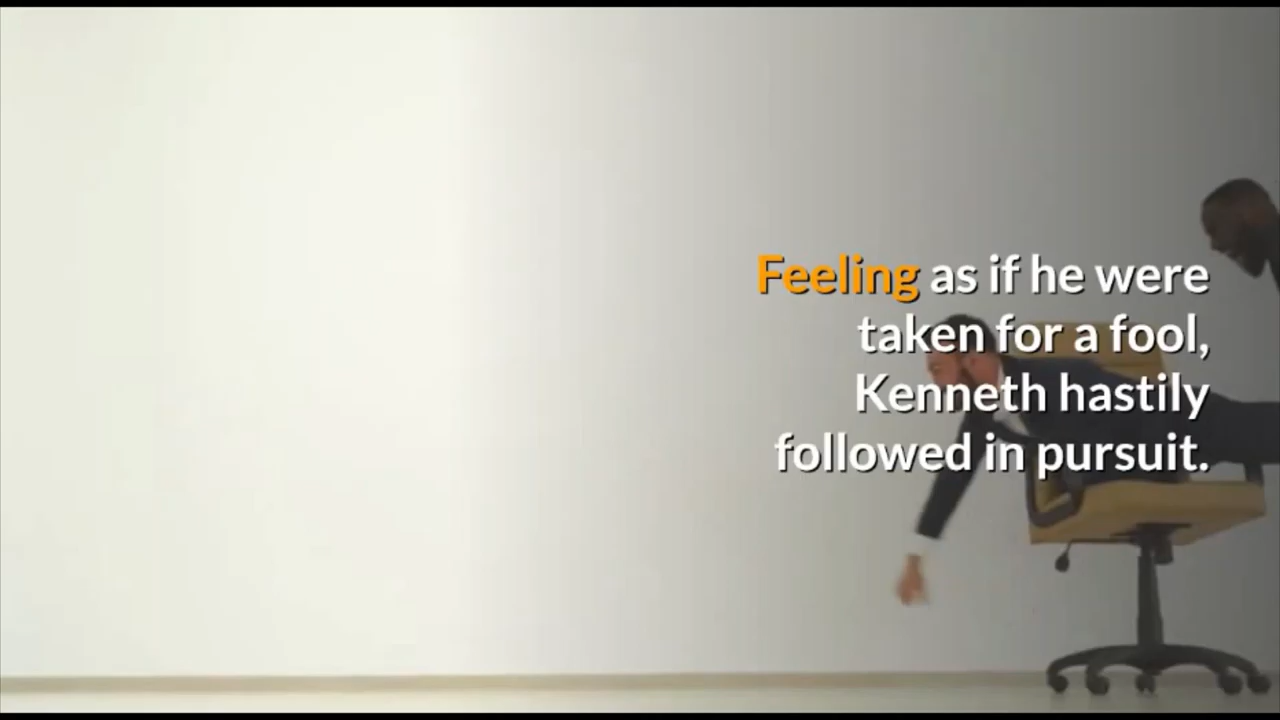 Feeling as if he were
taken for a fool,
Kenneth hastily
followed in pursuit.